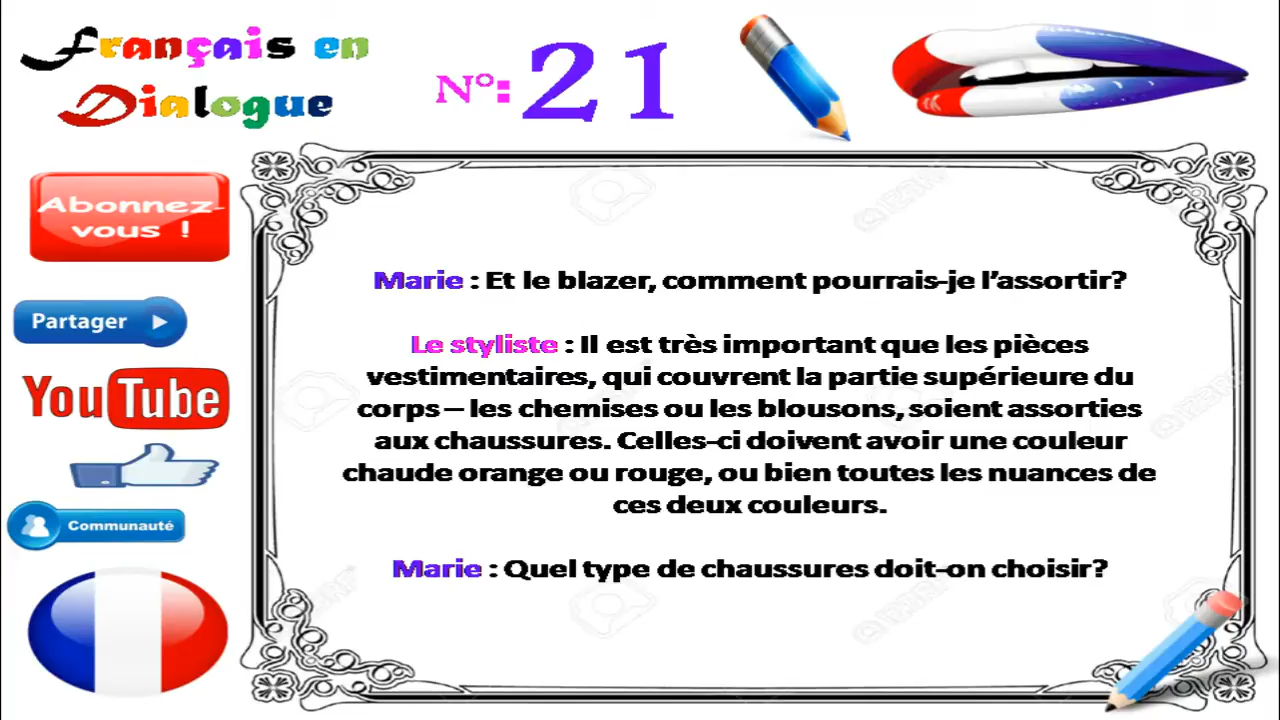 Français en
Dialogue
N°: 21
Abonnez-
vous !
Partager
YouTube
Communauté
Marie : Et le blazer, comment pourrais-je l’assortir?
Le styliste : Il est très important que les pièces
vestimentaires, qui couvrent la partie supérieure du
corps – les chemises ou les blousons, soient assorties
aux chaussures. Celles-ci doivent avoir une couleur
chaude orange ou rouge, ou bien toutes les nuances de
ces deux couleurs.
Marie : Quel type de chaussures doit-on choisir?